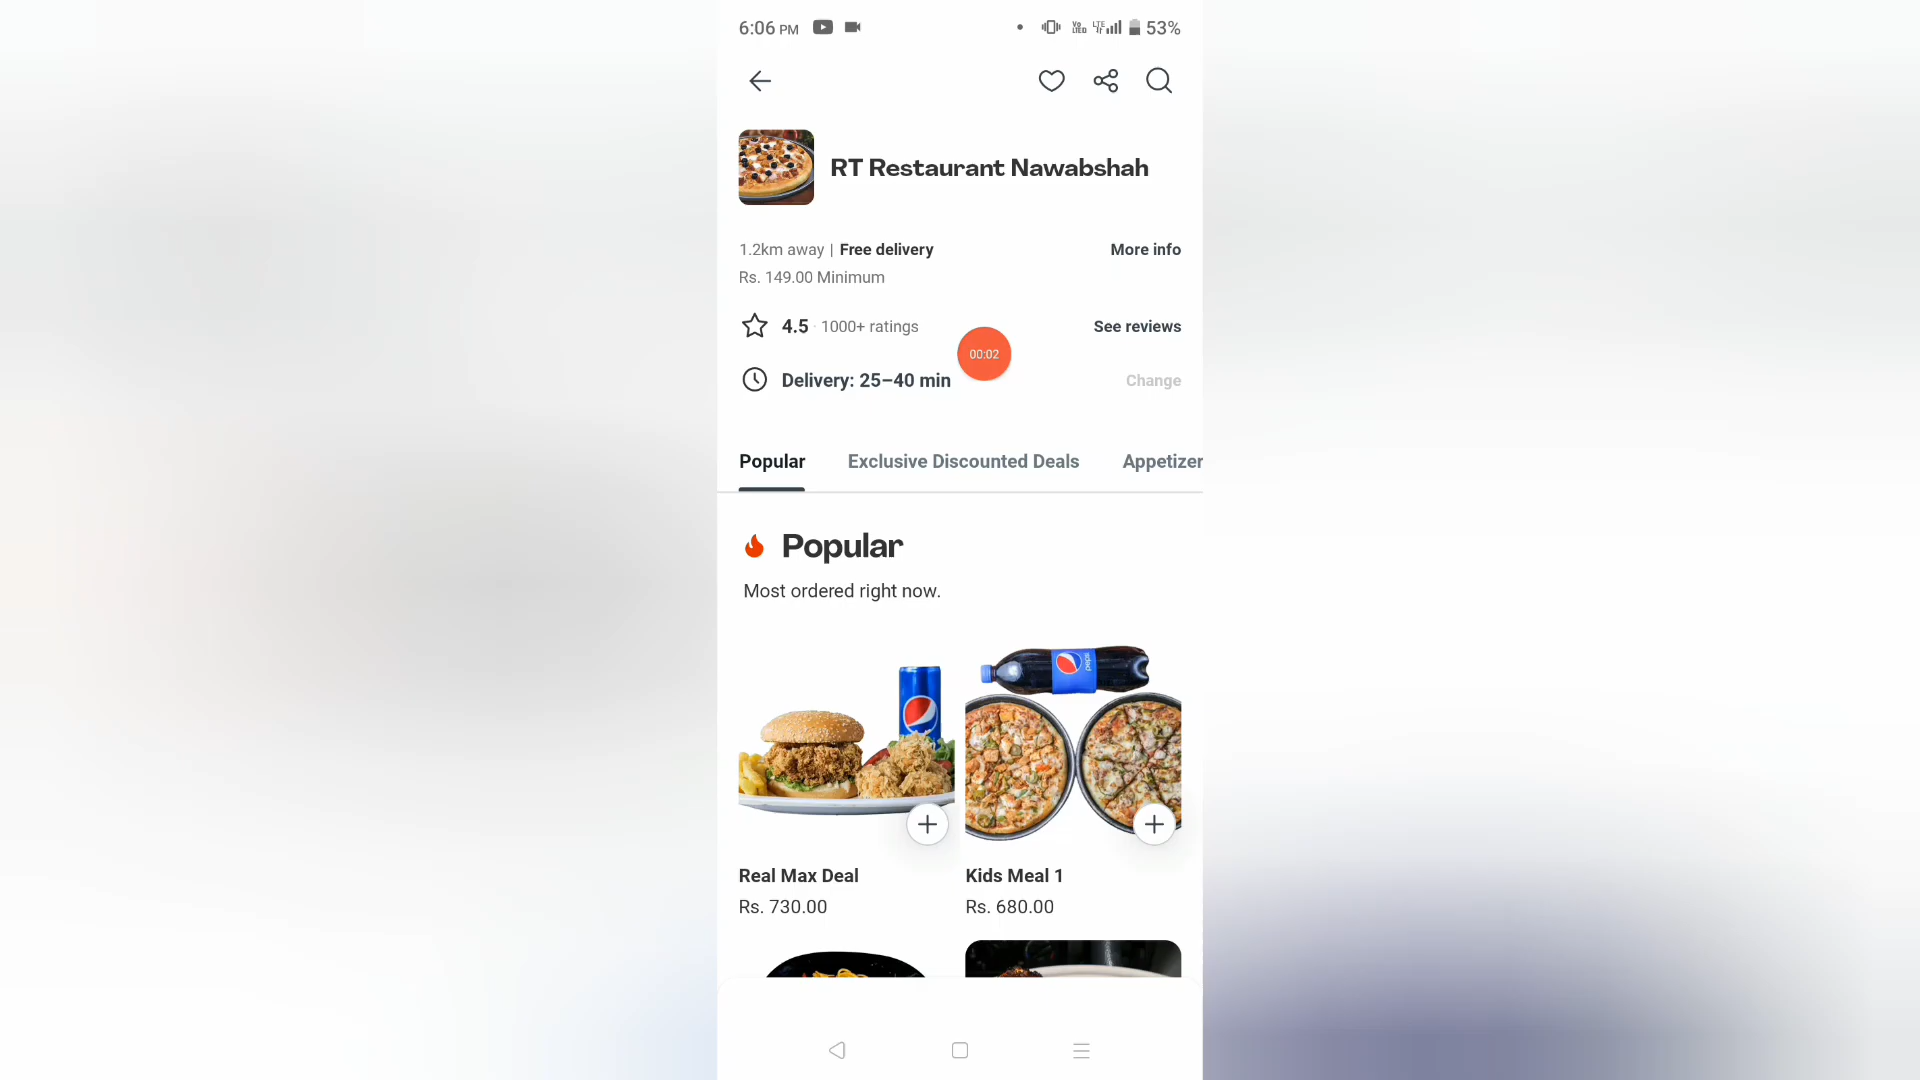 6:06 PM
53%
RT Restaurant Nawabshah
1.2km away | Free delivery
More info
Rs. 149.00 Minimum
4.5 · 1000+ ratings
See reviews
00:02
Delivery: 25–40 min
Change
Popular
Exclusive Discounted Deals
Appetizer
Popular
Most ordered right now.
pepsi
Real Max Deal
Kids Meal 1
Rs. 730.00
Rs. 680.00